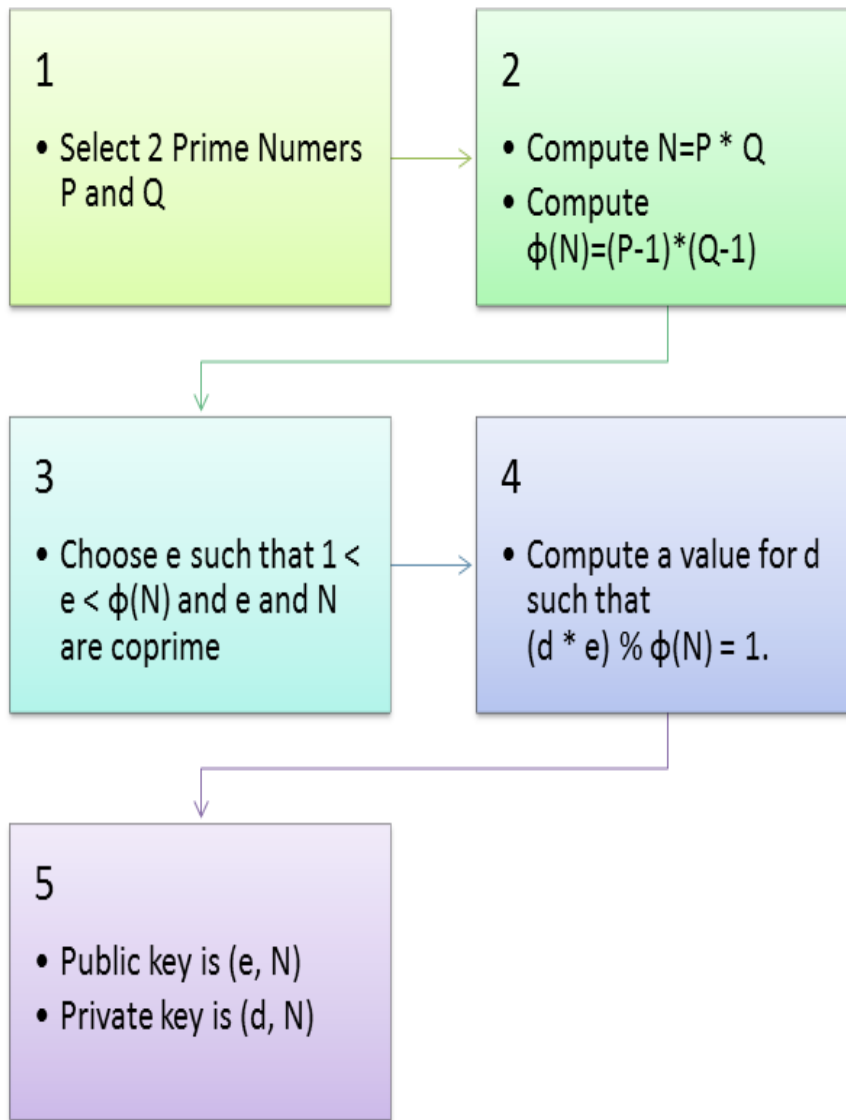 1
• Select 2 Prime Numers
P and Q
2
• Compute N=P * Q
• Compute
ϕ(N)=(P-1)*(Q-1)
3
• Choose e such that 1 <
e < ϕ(N) and e and N
are coprime
4
• Compute a value for d
such that
(d * e) % ϕ(N) = 1.
5
• Public key is (e, N)
• Private key is (d, N)